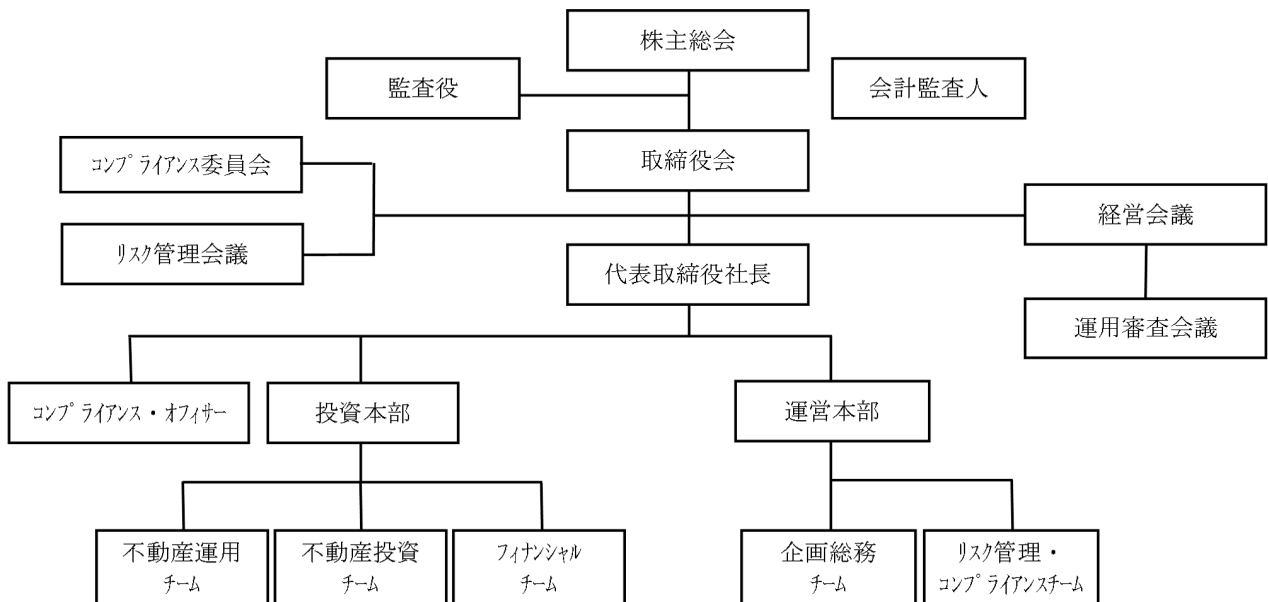 株主総会
監査役
会計監査人
取締役会
ｺﾝﾌﾟﾗｲｱﾝｽ委員会
経営会議
ﾘｽｸ管理会議
代表取締役社長
運用審査会議
ｺﾝﾌﾟﾗｲｱﾝｽ・ｵﾌｨｻｰ
投資本部
運営本部
不動産運用
ﾁｰﾑ
不動産投資
ﾁｰﾑ
ﾌｨﾅﾝｼｬﾙ
ﾁｰﾑ
企画総務
ﾁｰﾑ
ﾘｽｸ管理・
ｺﾝﾌﾟﾗｲｱﾝｽﾁｰﾑ